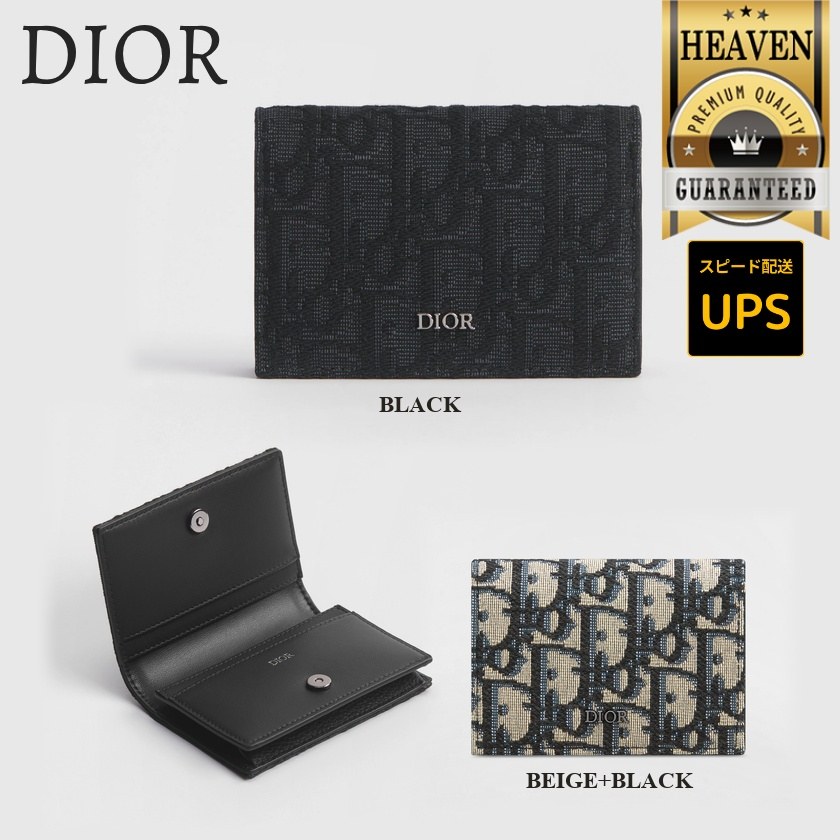 DIOR
HEAVEN
PREMIUM QUALITY
GUARANTEED
スピード配送
UPS
DIOR
BLACK
DIOR
DIOR
BEIGE+BLACK